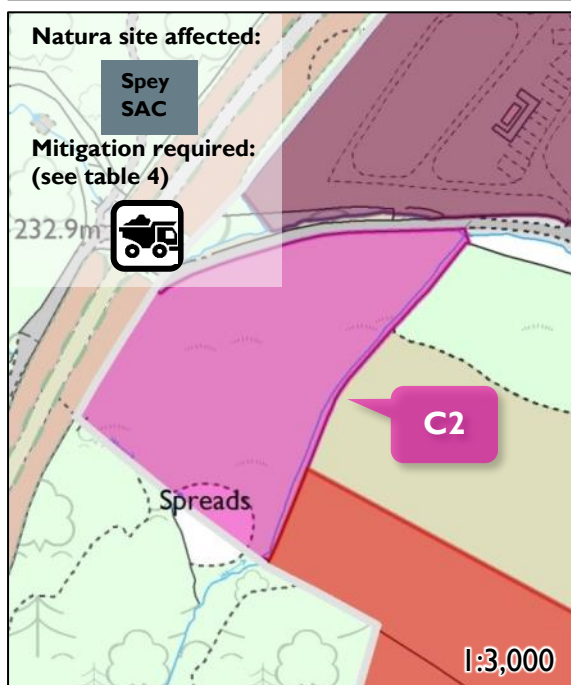 Natura site affected:
Spey
SAC
Mitigation required:
(see table 4)
232.9m
C2
Spreads
1:3,000